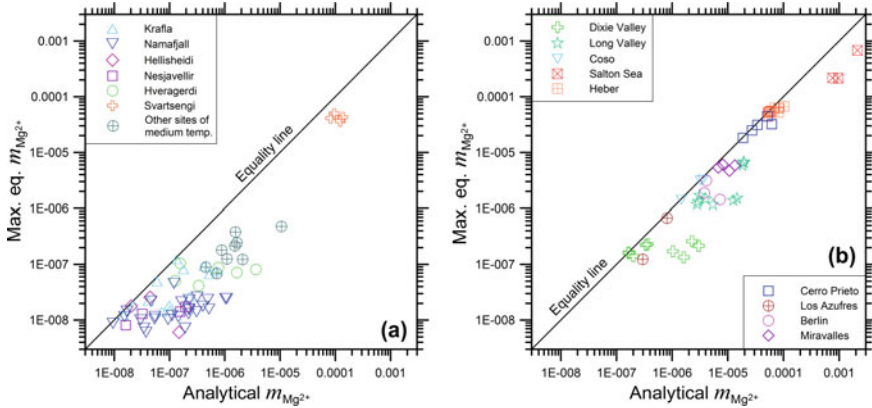 0.001
0.0001
1E-005
1E-006
1E-007
1E-008
Max. eq. mMg2+
Krafla
Namafjall
Hellisheidi
Nesjavellir
Hveragerdi
Svartsengi
Other sites of
medium temp.
Equality line
(a)
1E-008 1E-007 1E-006 1E-005 0.0001 0.001
Analytical mMg2+
0.001
0.0001
1E-005
1E-006
1E-007
1E-008
Max. eq. mMg2+
Dixie Valley
Long Valley
Coso
Salton Sea
Heber
Equality line
(b)
Cerro Prieto
Los Azufres
Berlin
Miravalles
1E-008 1E-007 1E-006 1E-005 0.0001 0.001
Analytical mMg2+